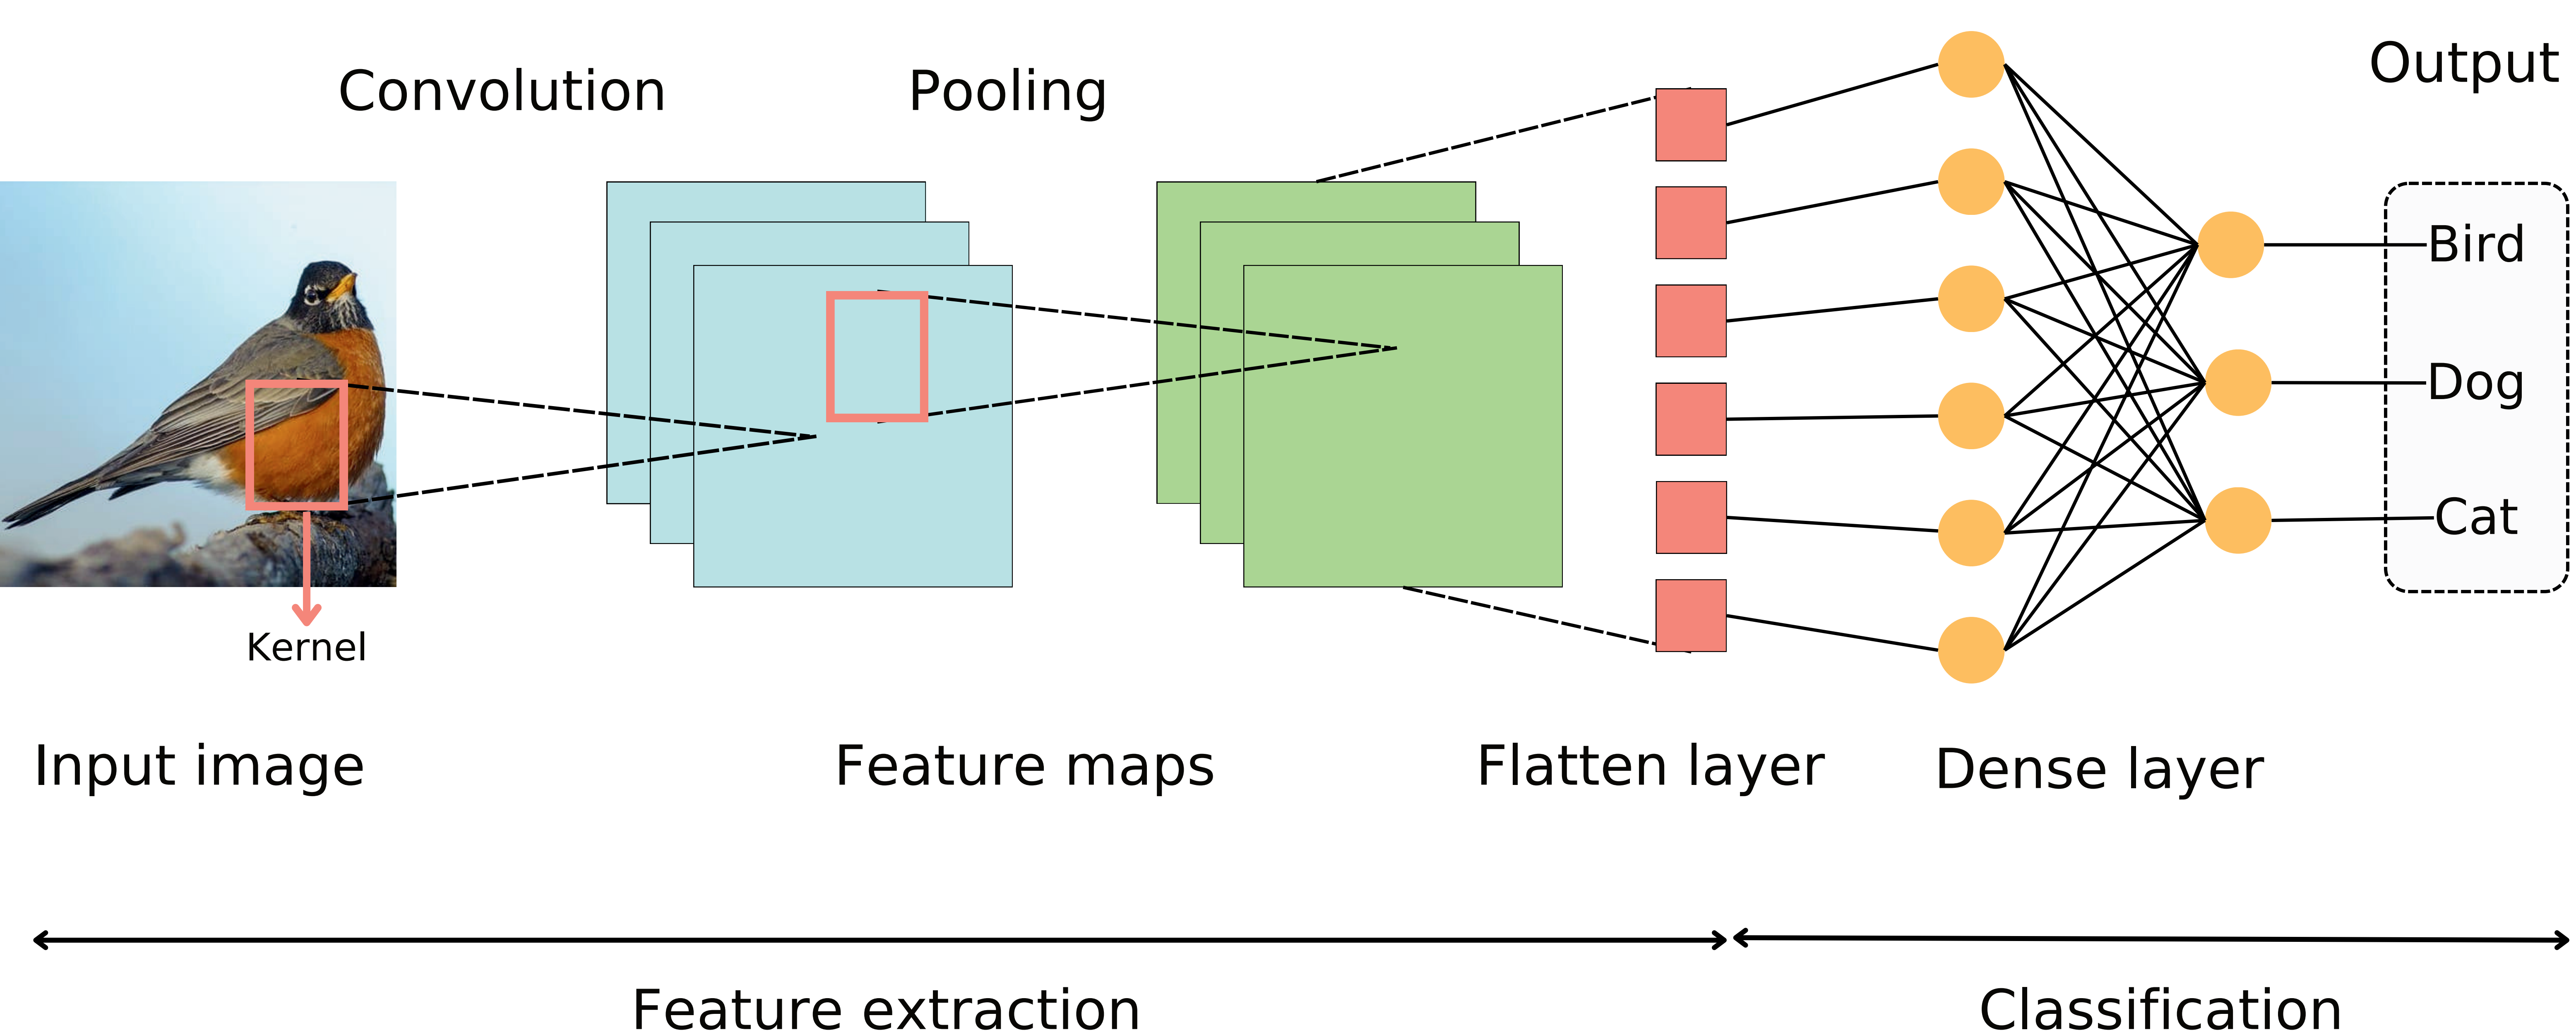 Convolution
Pooling
Output
Bird
Dog
Cat
Kernel
Input image
Feature maps
Flatten layer
Dense layer
Feature extraction
Classification